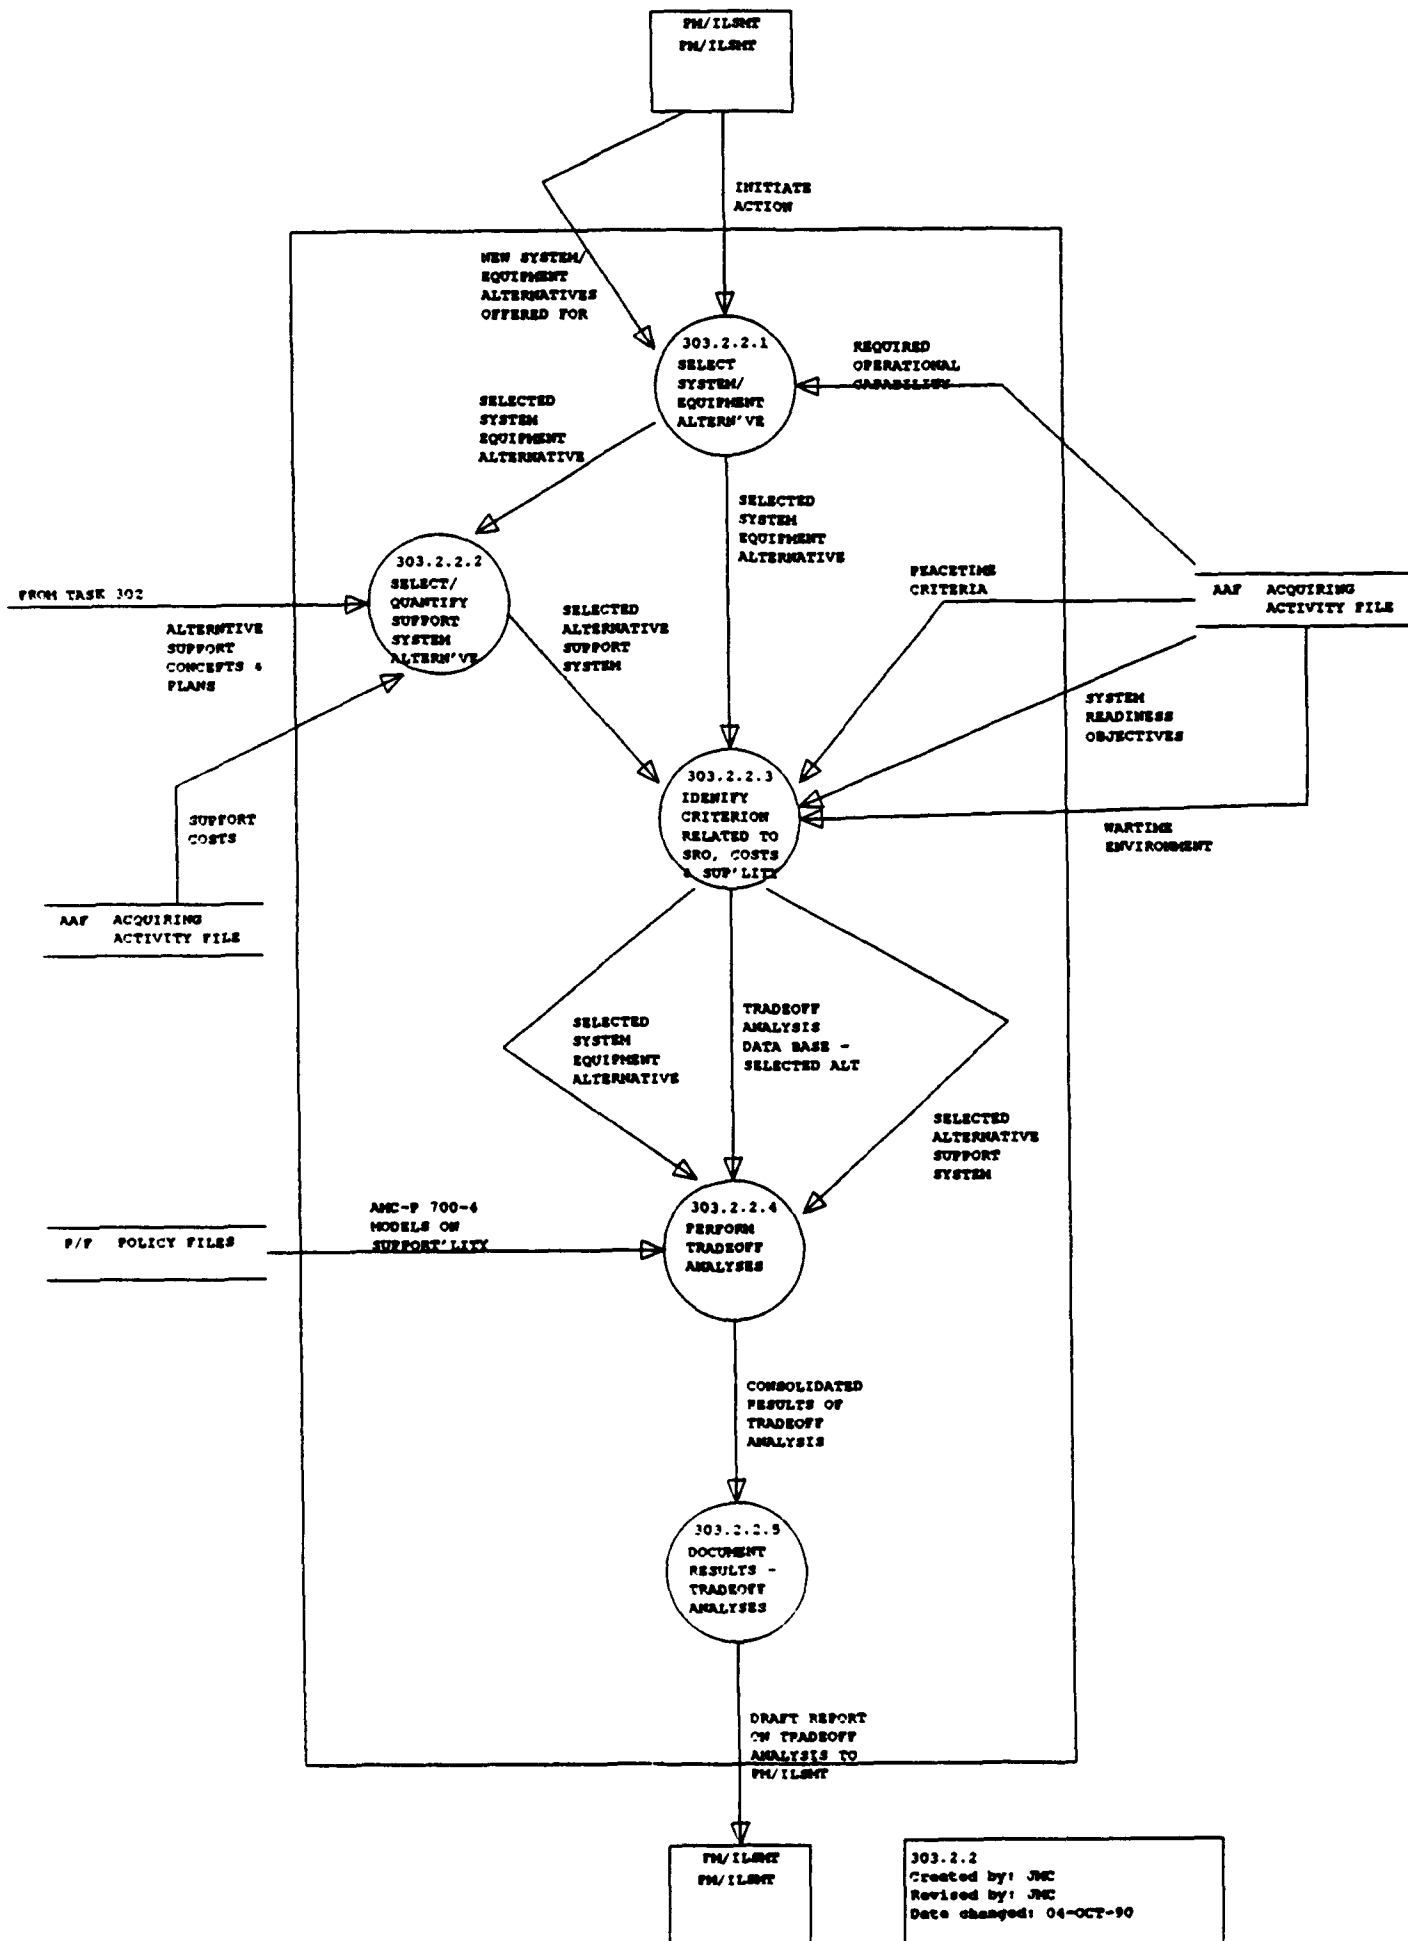 PM/ILSMT
PM/ILSMT
INITIATE
ACTION
NEW SYSTEM/
EQUIPMENT
ALTERNATIVES
OFFERED FOR
303.2.2.1
SELECT
SYSTEM/
EQUIPMENT
ALTERN'VE
REQUIRED
OPERATIONAL
CAPABILITY
SELECTED
SYSTEM
EQUIPMENT
ALTERNATIVE
SELECTED
SYSTEM
EQUIPMENT
ALTERNATIVE
303.2.2.2
SELECT/
QUANTIFY
SUPPORT
SYSTEM
ALTERN'VE
FROM TASK 302
ALTERNTIVE
SUPPORT
CONCEPTS &
PLANS
SELECTED
ALTERNATIVE
SUPPORT
SYSTEM
PEACETIME
CRITERIA
AAF ACQUIRING
ACTIVITY FILE
SYSTEM
READINESS
OBJECTIVES
303.2.2.3
IDENIFY
CRITERION
RELATED TO
SRO, COSTS
& SUP'LITY
WARTIME
ENVIRONMENT
SUPPORT
COSTS
AAF ACQUIRING
ACTIVITY FILE
SELECTED
SYSTEM
EQUIPMENT
ALTERNATIVE
TRADEOFF
ANALYSIS
DATA BASE -
SELECTED ALT
SELECTED
ALTERNATIVE
SUPPORT
SYSTEM
AMC-P 700-4
MODELS ON
SUPPORT'LITY
P/F POLICY FILES
303.2.2.4
PERFORM
TRADEOFF
ANALYSES
CONSOLIDATED
RESULTS OF
TRADEOFF
ANALYSIS
303.2.2.5
DOCUMENT
RESULTS -
TRADEOFF
ANALYSES
DRAFT REPORT
ON TRADEOFF
ANALYSIS TO
PM/ILSMT
PM/ILSMT
PM/ILSMT
303.2.2
Created by: JMC
Revised by: JMC
Date changed: 04-OCT-90